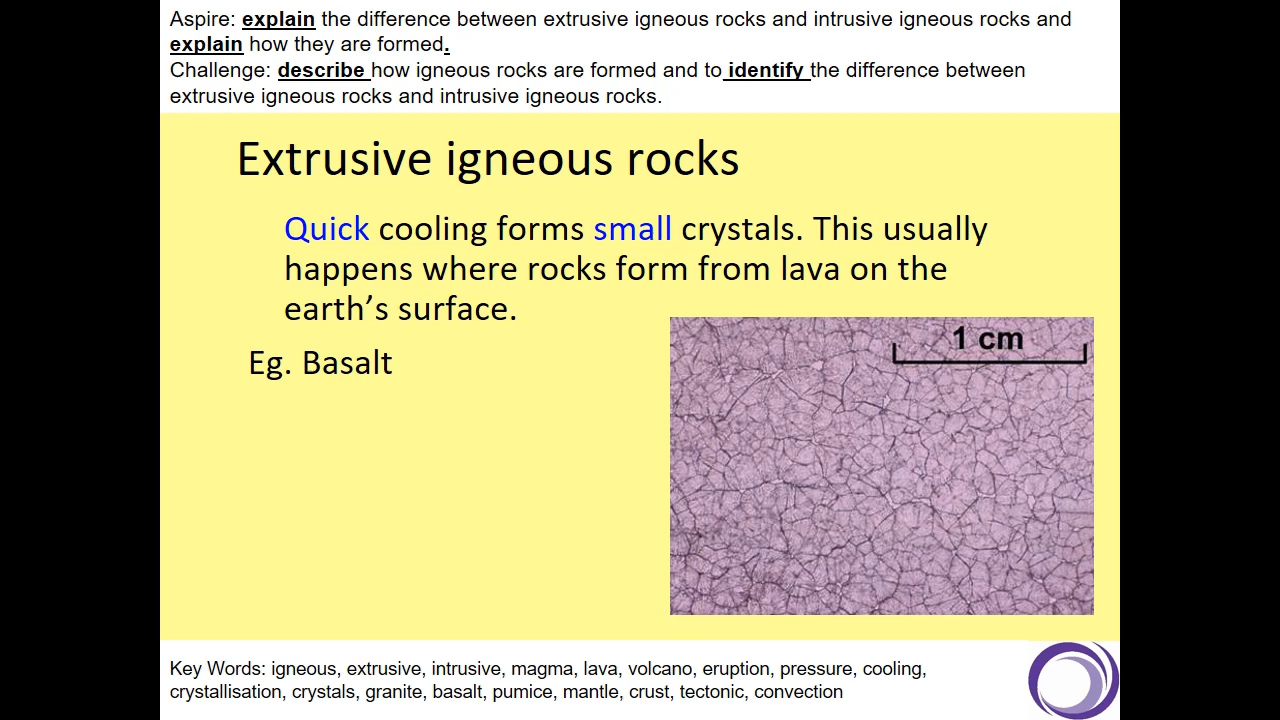 Aspire: explain the difference between extrusive igneous rocks and intrusive igneous rocks and
explain how they are formed.
Challenge: describe how igneous rocks are formed and to identify the difference between
extrusive igneous rocks and intrusive igneous rocks.
Extrusive igneous rocks
Quick cooling forms small crystals. This usually
happens where rocks form from lava on the
earth’s surface.
Eg. Basalt
1 cm
Key Words: igneous, extrusive, intrusive, magma, lava, volcano, eruption, pressure, cooling,
crystallisation, crystals, granite, basalt, pumice, mantle, crust, tectonic, convection